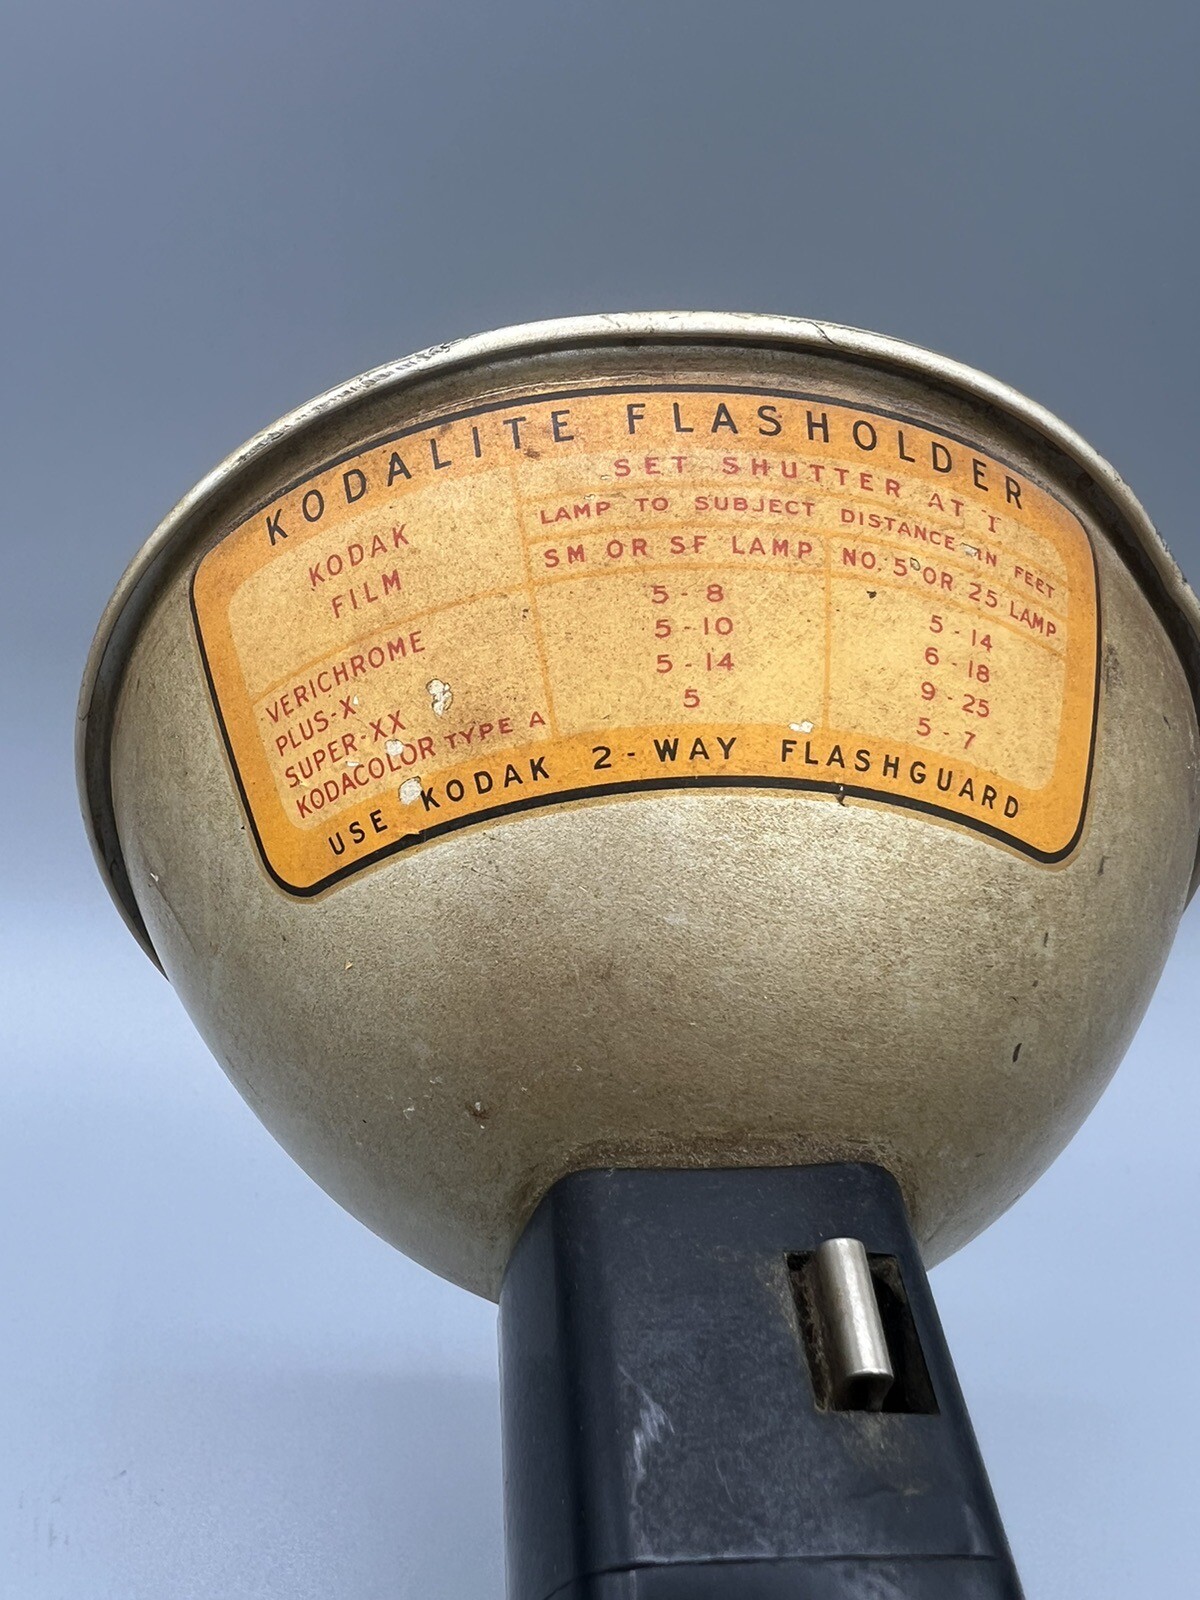 KODALITE FLASHOLDER
SET SHUTTER AT I
LAMP TO SUBJECT DISTANCE IN FEET
KODAK
FILM
SM OR SF LAMP
NO. 5 OR 25 LAMP
VERICHROME 5-8 5-14
PLUS-X 5-10 6-18
SUPER-XX 5-14 9-25
KODACOLOR TYPE A 5 5-7
USE KODAK 2-WAY FLASHGUARD